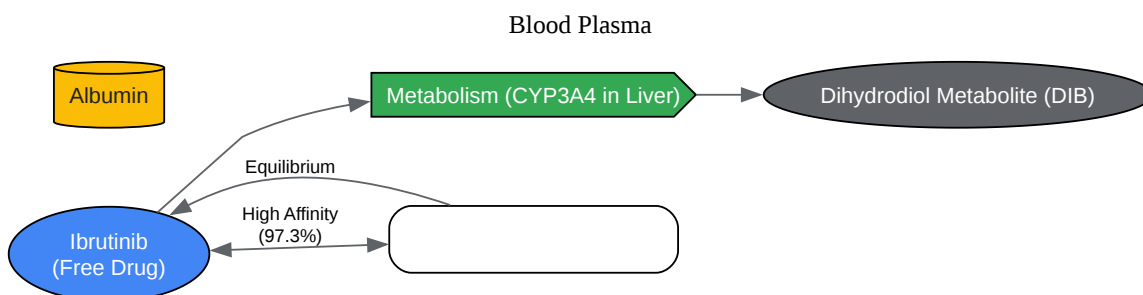 Blood Plasma
Albumin
Metabolism (CYP3A4 in Liver)
Dihydrodiol Metabolite (DIB)
Equilibrium
High Affinity
(97.3%)
Ibrutinib
(Free Drug)